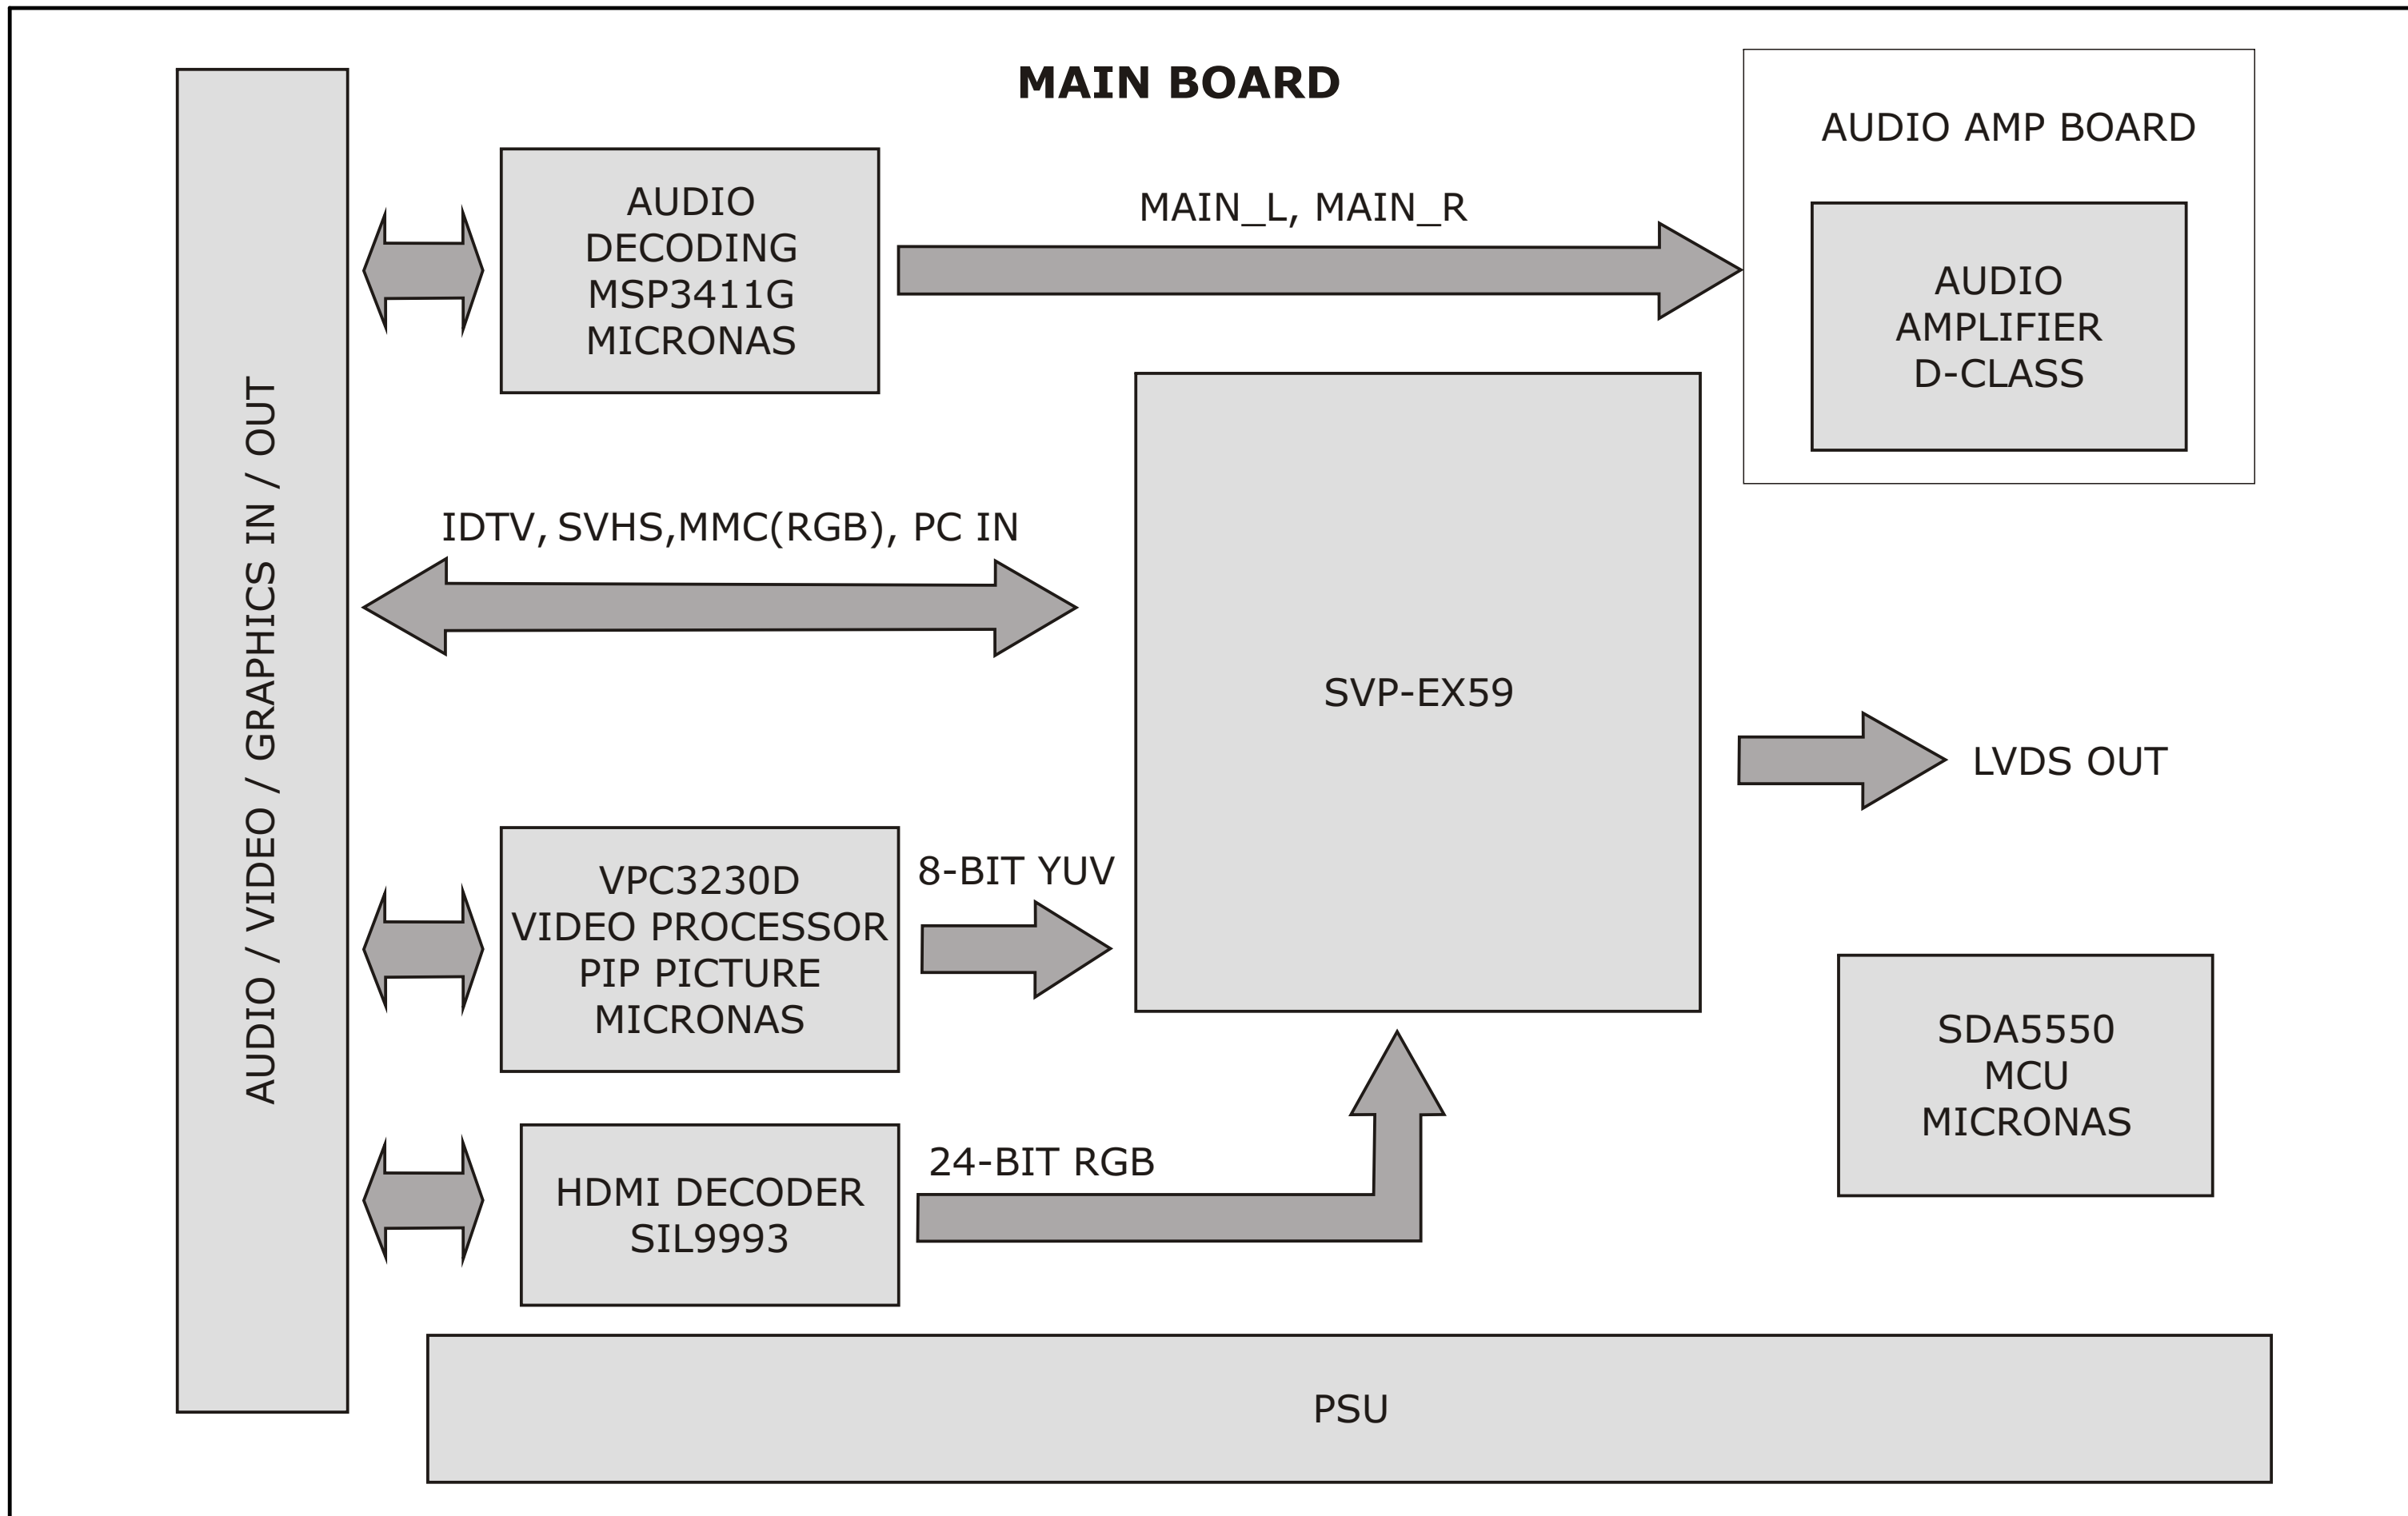 MAIN BOARD
AUDIO AMP BOARD
AUDIO
DECODING
MSP3411G
MICRONAS
MAIN_L, MAIN_R
AUDIO
AMPLIFIER
D-CLASS
AUDIO / VIDEO / GRAPHICS IN / OUT
IDTV, SVHS,MMC(RGB), PC IN
SVP-EX59
LVDS OUT
VPC3230D
VIDEO PROCESSOR
PIP PICTURE
MICRONAS
8-BIT YUV
SDA5550
MCU
MICRONAS
HDMI DECODER
SIL9993
24-BIT RGB
PSU